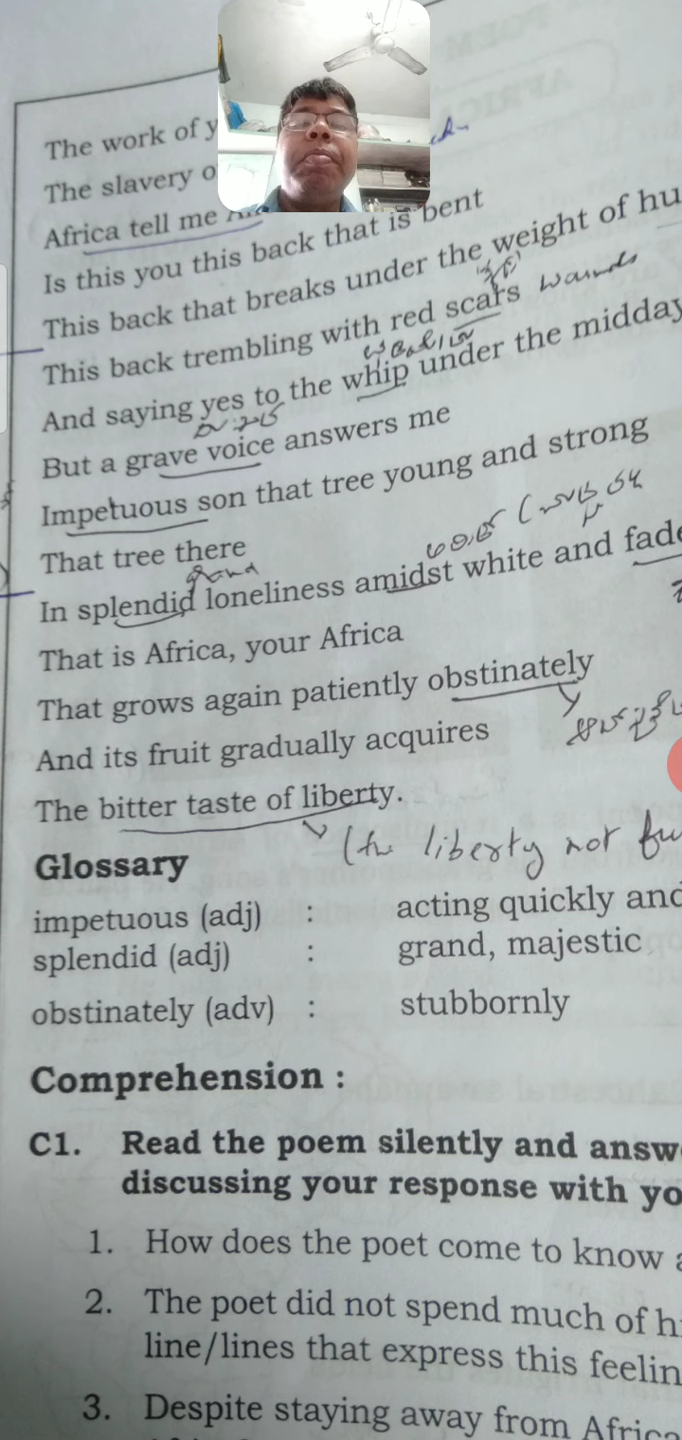 The work of y
The slavery o
Africa tell me
Is this you this back that is bent
This back that breaks under the weight of hu
This back trembling with red scars wounds
And saying yes to the whip under the midday
But a grave voice answers me
Impetuous son that tree young and strong
That tree there
grand
In splendid loneliness amidst white and fade
That is Africa, your Africa
That grows again patiently obstinately
And its fruit gradually acquires
The bitter taste of liberty.
liberty not
Glossary
impetuous (adj) : acting quickly and
splendid (adj) : grand, majestic
obstinately (adv) : stubbornly
Comprehension :
C1. Read the poem silently and answ
discussing your response with yo
1. How does the poet come to know a
2. The poet did not spend much of h
line/lines that express this feelin
3. Despite staying away from Africa